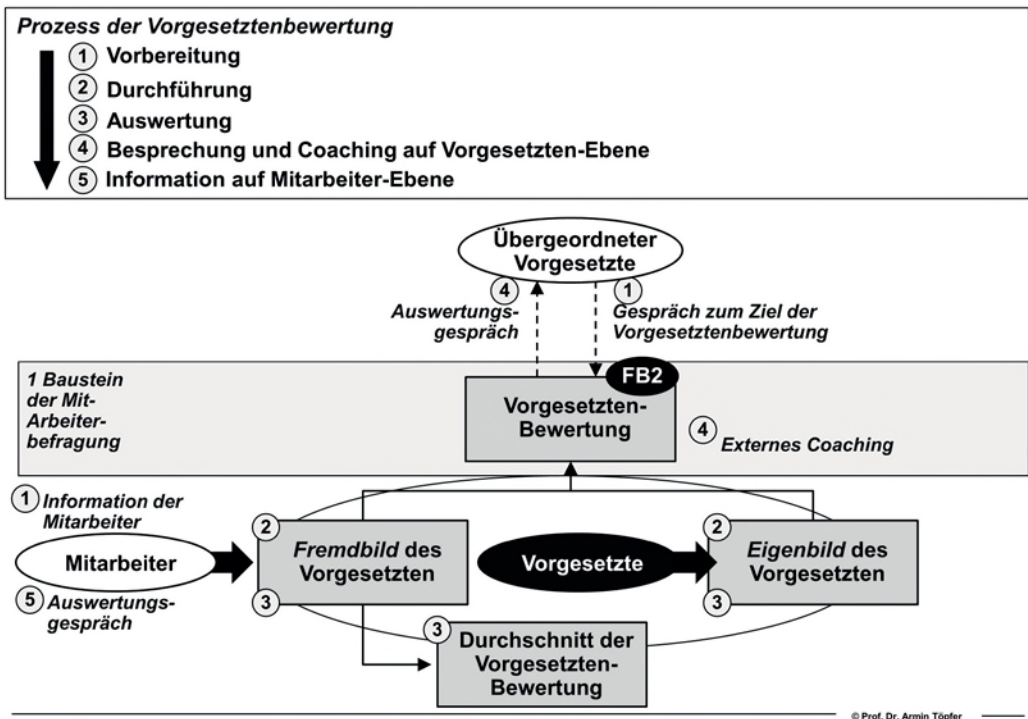 Prozess der Vorgesetztenbewertung
1 Vorbereitung
2 Durchführung
3 Auswertung
4 Besprechung und Coaching auf Vorgesetzten-Ebene
5 Information auf Mitarbeiter-Ebene
Übergeordneter
Vorgesetzte
4
Auswertungs-
gespräch
1
Gespräch zum Ziel der
Vorgesetztenbewertung
1 Baustein
der Mit-
Arbeiter-
befragung
FB2
Vorgesetzten-
Bewertung
4 Externes Coaching
1 Information der
Mitarbeiter
Mitarbeiter
5 Auswertungs-
gespräch
2
Fremdbild des
Vorgesetzten
3
Vorgesetzte
2
Eigenbild des
Vorgesetzten
3
3
Durchschnitt der
Vorgesetzten-
Bewertung
© Prof. Dr. Armin Töpfer